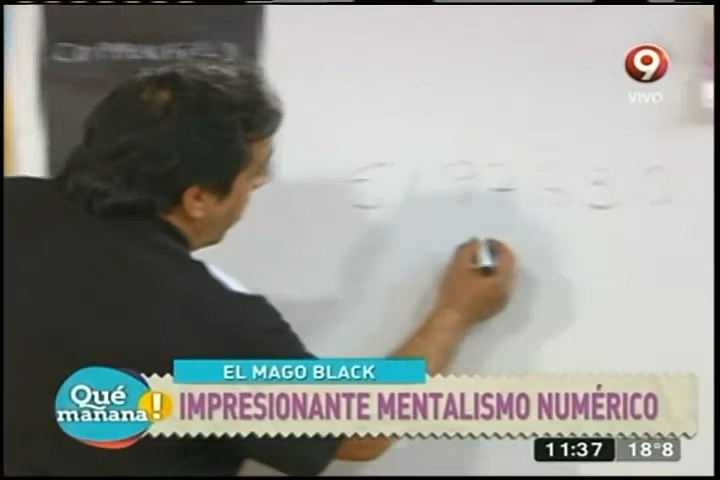 9
VIVO
EL MAGO BLACK
Qué mañana!
IMPRESIONANTE MENTALISMO NUMÉRICO
11:37 18°8